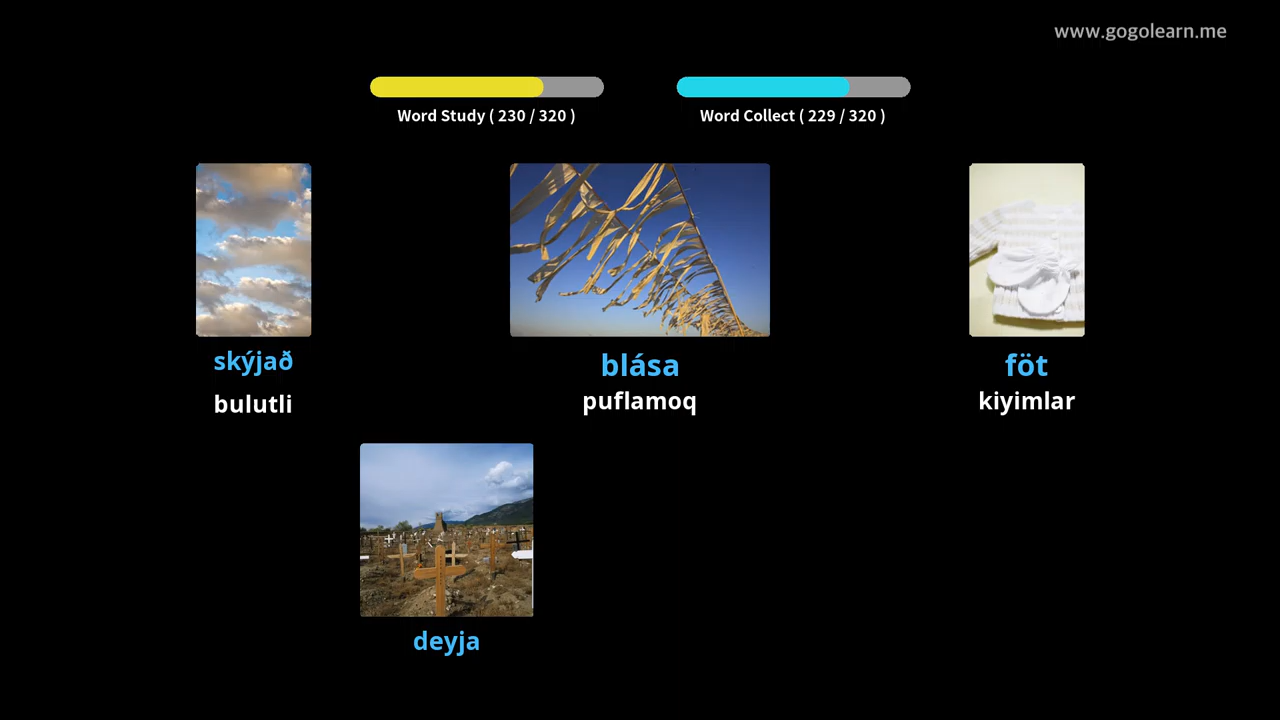 www.gogolearn.me
Word Study ( 230 / 320 )
Word Collect ( 229 / 320 )
skýjað
bulutli
blása
puflamoq
föt
kiyimlar
deyja